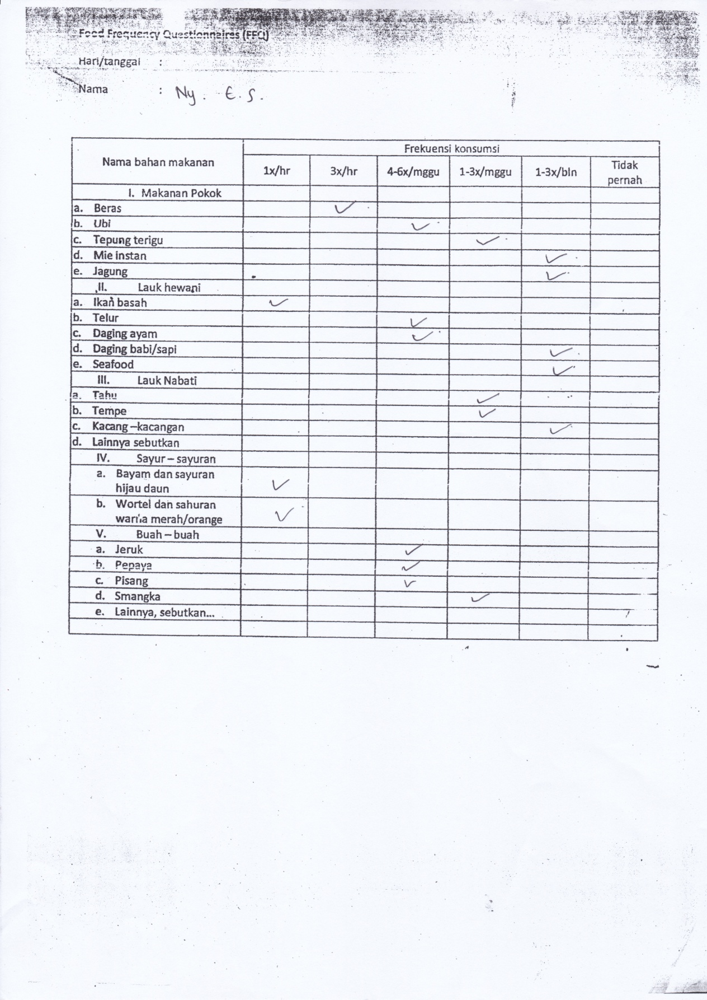 Food Frequency Questionnaires (FFQ)
Hari/tanggal :
Nama : Ny. E.S.
Nama bahan makanan
Frekuensi konsumsi
1x/hr 3x/hr 4-6x/mggu 1-3x/mggu 1-3x/bln Tidak pernah
I. Makanan Pokok
a. Beras ✓
b. Ubi ✓
c. Tepung terigu ✓
d. Mie instan ✓
e. Jagung ✓
II. Lauk hewani
a. Ikan basah ✓
b. Telur ✓
c. Daging ayam ✓
d. Daging babi/sapi ✓
e. Seafood ✓
III. Lauk Nabati
a. Tahu ✓
b. Tempe ✓
c. Kacang –kacangan ✓
d. Lainnya sebutkan
IV. Sayur – sayuran
a. Bayam dan sayuran
hijau daun ✓
b. Wortel dan sahuran
warna merah/orange ✓
V. Buah – buah
a. Jeruk ✓
b. Pepaya ✓
c. Pisang ✓
d. Smangka ✓
e. Lainnya, sebutkan...